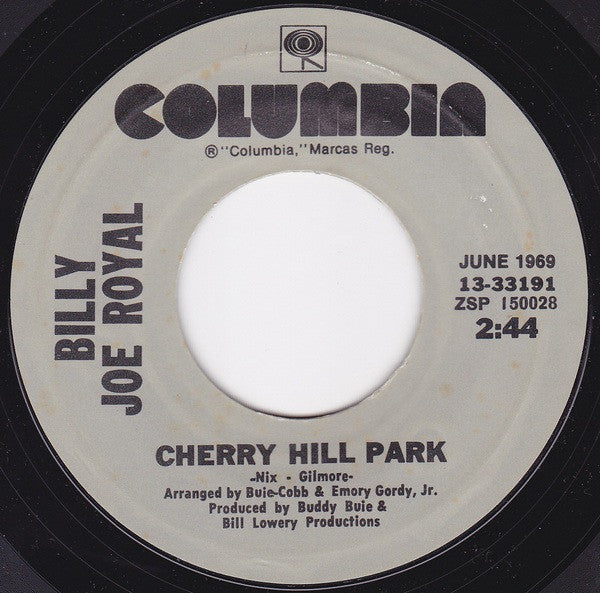 COLUMBIA
®"Columbia," Marcas Reg.
BILLY
JOE ROYAL
JUNE 1969
13-33191
ZSP 150028
2:44
CHERRY HILL PARK
-Nix - Gilmore-
Arranged by Buie-Cobb & Emory Gordy, Jr.
Produced by Buddy Buie &
Bill Lowery Productions